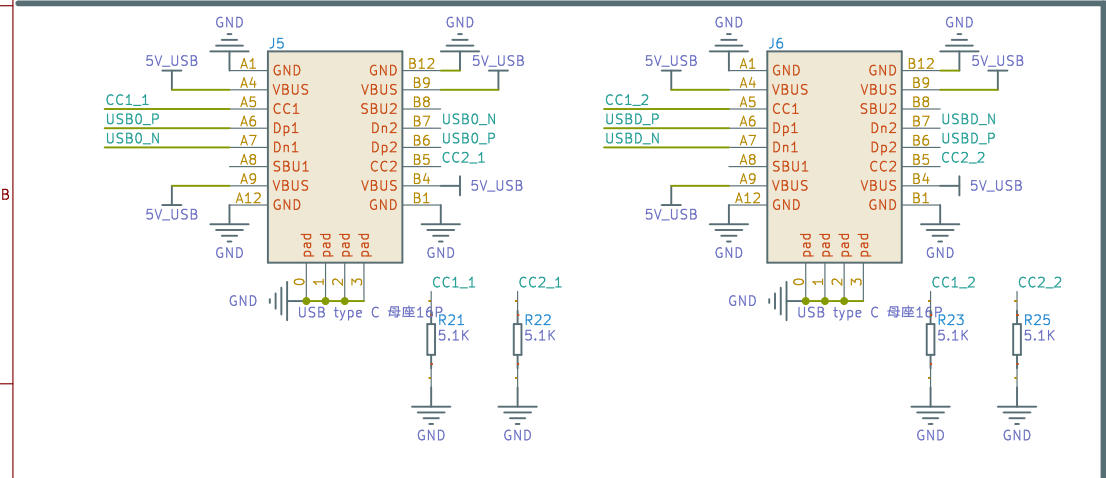 B
GND
GND
J5
5V_USB
5V_USB
A1 GND GND B12
A4 VBUS VBUS B9
CC1_1 A5 CC1 SBU2 B8
USB0_P A6 Dp1 Dn2 B7 USB0_N
USB0_N A7 Dn1 Dp2 B6 USB0_P
A8 SBU1 CC2 B5 CC2_1
A9 VBUS VBUS B4 5V_USB
A12 GND GND B1
5V_USB
GND
GND
pad pad pad pad
0 1 2 3
GND
USB type C 母座16P
CC1_1
CC2_1
R21
5.1K
R22
5.1K
GND
GND
GND
GND
J6
5V_USB
5V_USB
A1 GND GND B12
A4 VBUS VBUS B9
CC1_2 A5 CC1 SBU2 B8
USBD_P A6 Dp1 Dn2 B7 USBD_N
USBD_N A7 Dn1 Dp2 B6 USBD_P
A8 SBU1 CC2 B5 CC2_2
A9 VBUS VBUS B4 5V_USB
A12 GND GND B1
5V_USB
GND
GND
pad pad pad pad
0 1 2 3
GND
USB type C 母座16P
CC1_2
CC2_2
R23
5.1K
R25
5.1K
GND
GND